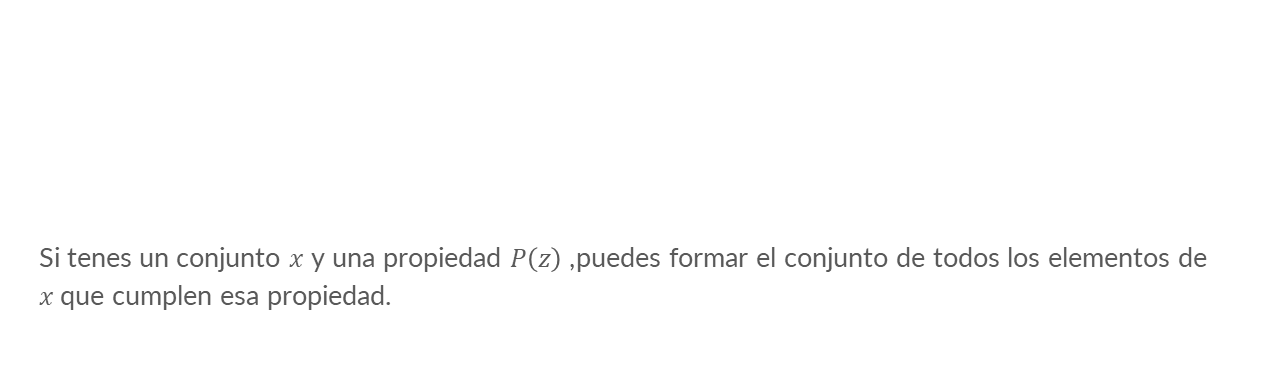 Si tenes un conjunto x y una propiedad P(z) ,puedes formar el conjunto de todos los elementos de
x que cumplen esa propiedad.